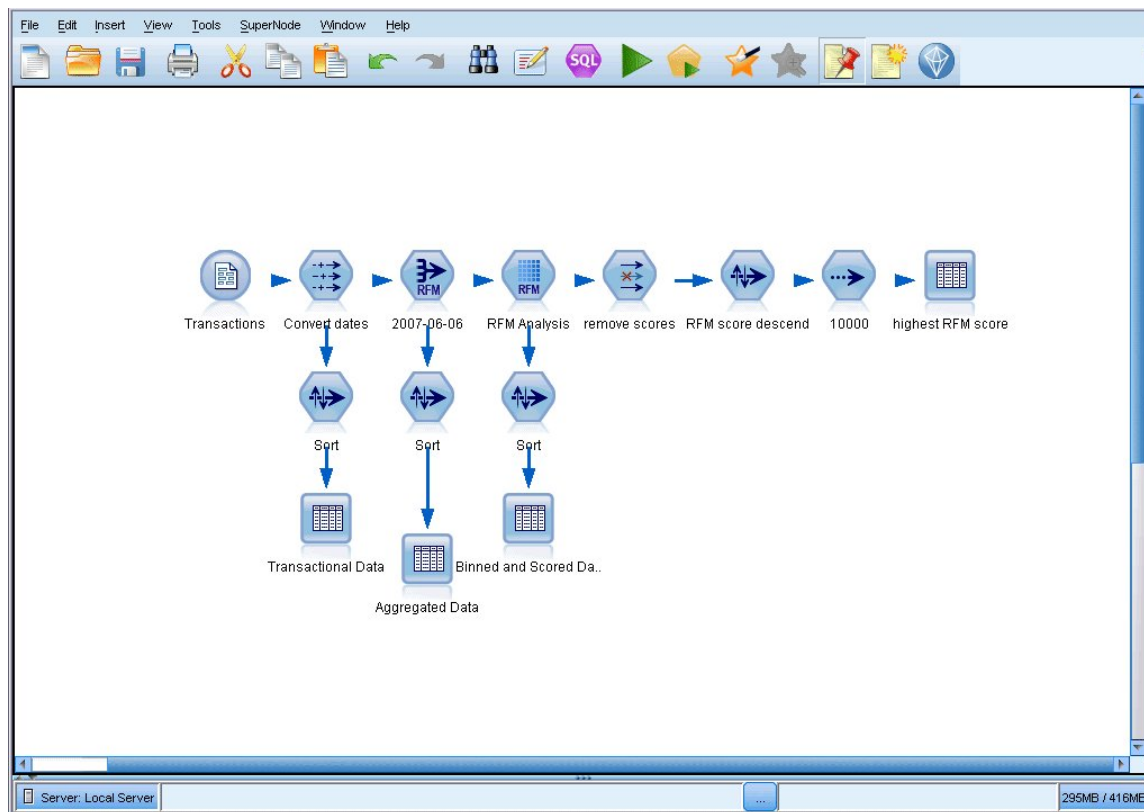 File Edit Insert View Tools SuperNode Window Help
SQL
RFM RFM
Transactions Convert dates 2007-06-06 RFM Analysis remove scores RFM score descend 10000 highest RFM score
Sort Sort Sort
Transactional Data Binned and Scored Da..
Aggregated Data
Server: Local Server ... 295MB / 416MB